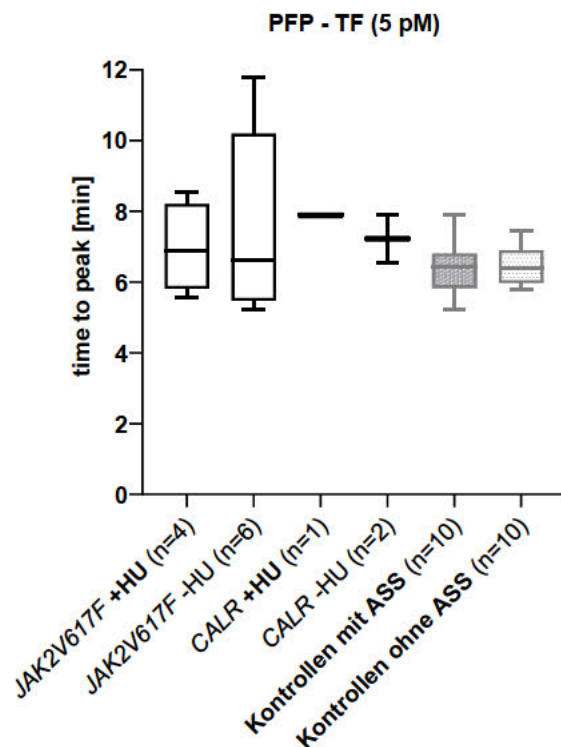 PFP - TF (5 pM)
time to peak [min]
12
10
8
6
4
2
0
JAK2V617F +HU (n=4)
JAK2V617F -HU (n=6)
CALR +HU (n=1)
CALR -HU (n=2)
Kontrollen mit ASS (n=10)
Kontrollen ohne ASS (n=10)